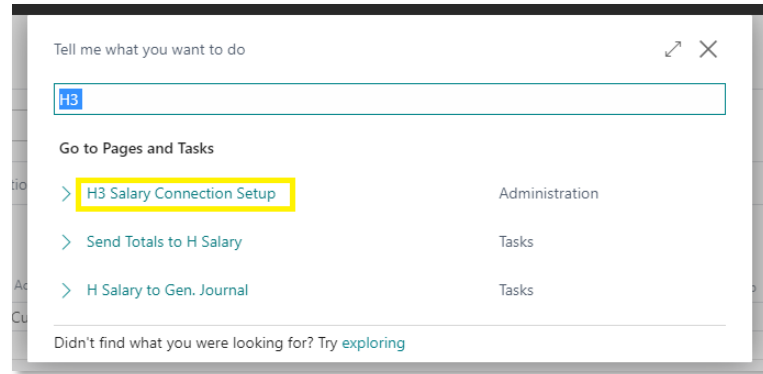 Tell me what you want to do
H3
Go to Pages and Tasks
H3 Salary Connection Setup Administration
Send Totals to H Salary Tasks
H Salary to Gen. Journal Tasks
Didn't find what you were looking for? Try exploring